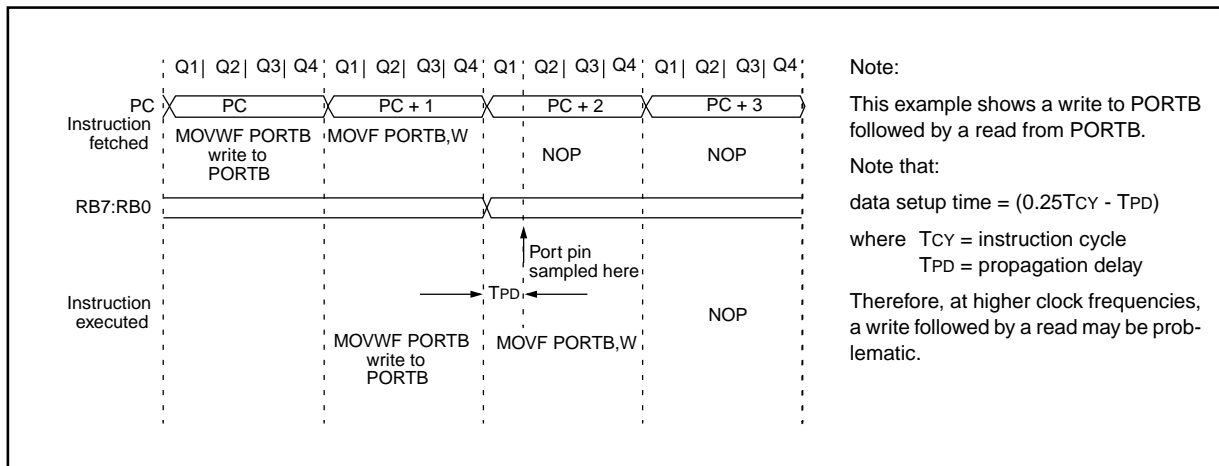 Q1| Q2| Q3| Q4 Q1| Q2| Q3| Q4 Q1| Q2| Q3| Q4 Q1| Q2| Q3| Q4
PC PC PC + 1 PC + 2 PC + 3
Instruction
fetched
MOVWF PORTB
write to
PORTB
MOVF PORTB,W
NOP
NOP
RB7:RB0
Port pin
sampled here
TPD
Instruction
executed
MOVWF PORTB
write to
PORTB
MOVF PORTB,W
NOP
Note:
This example shows a write to PORTB
followed by a read from PORTB.
Note that:
data setup time = (0.25TCY - TPD)
where TCY = instruction cycle
TPD = propagation delay
Therefore, at higher clock frequencies,
a write followed by a read may be prob-
lematic.